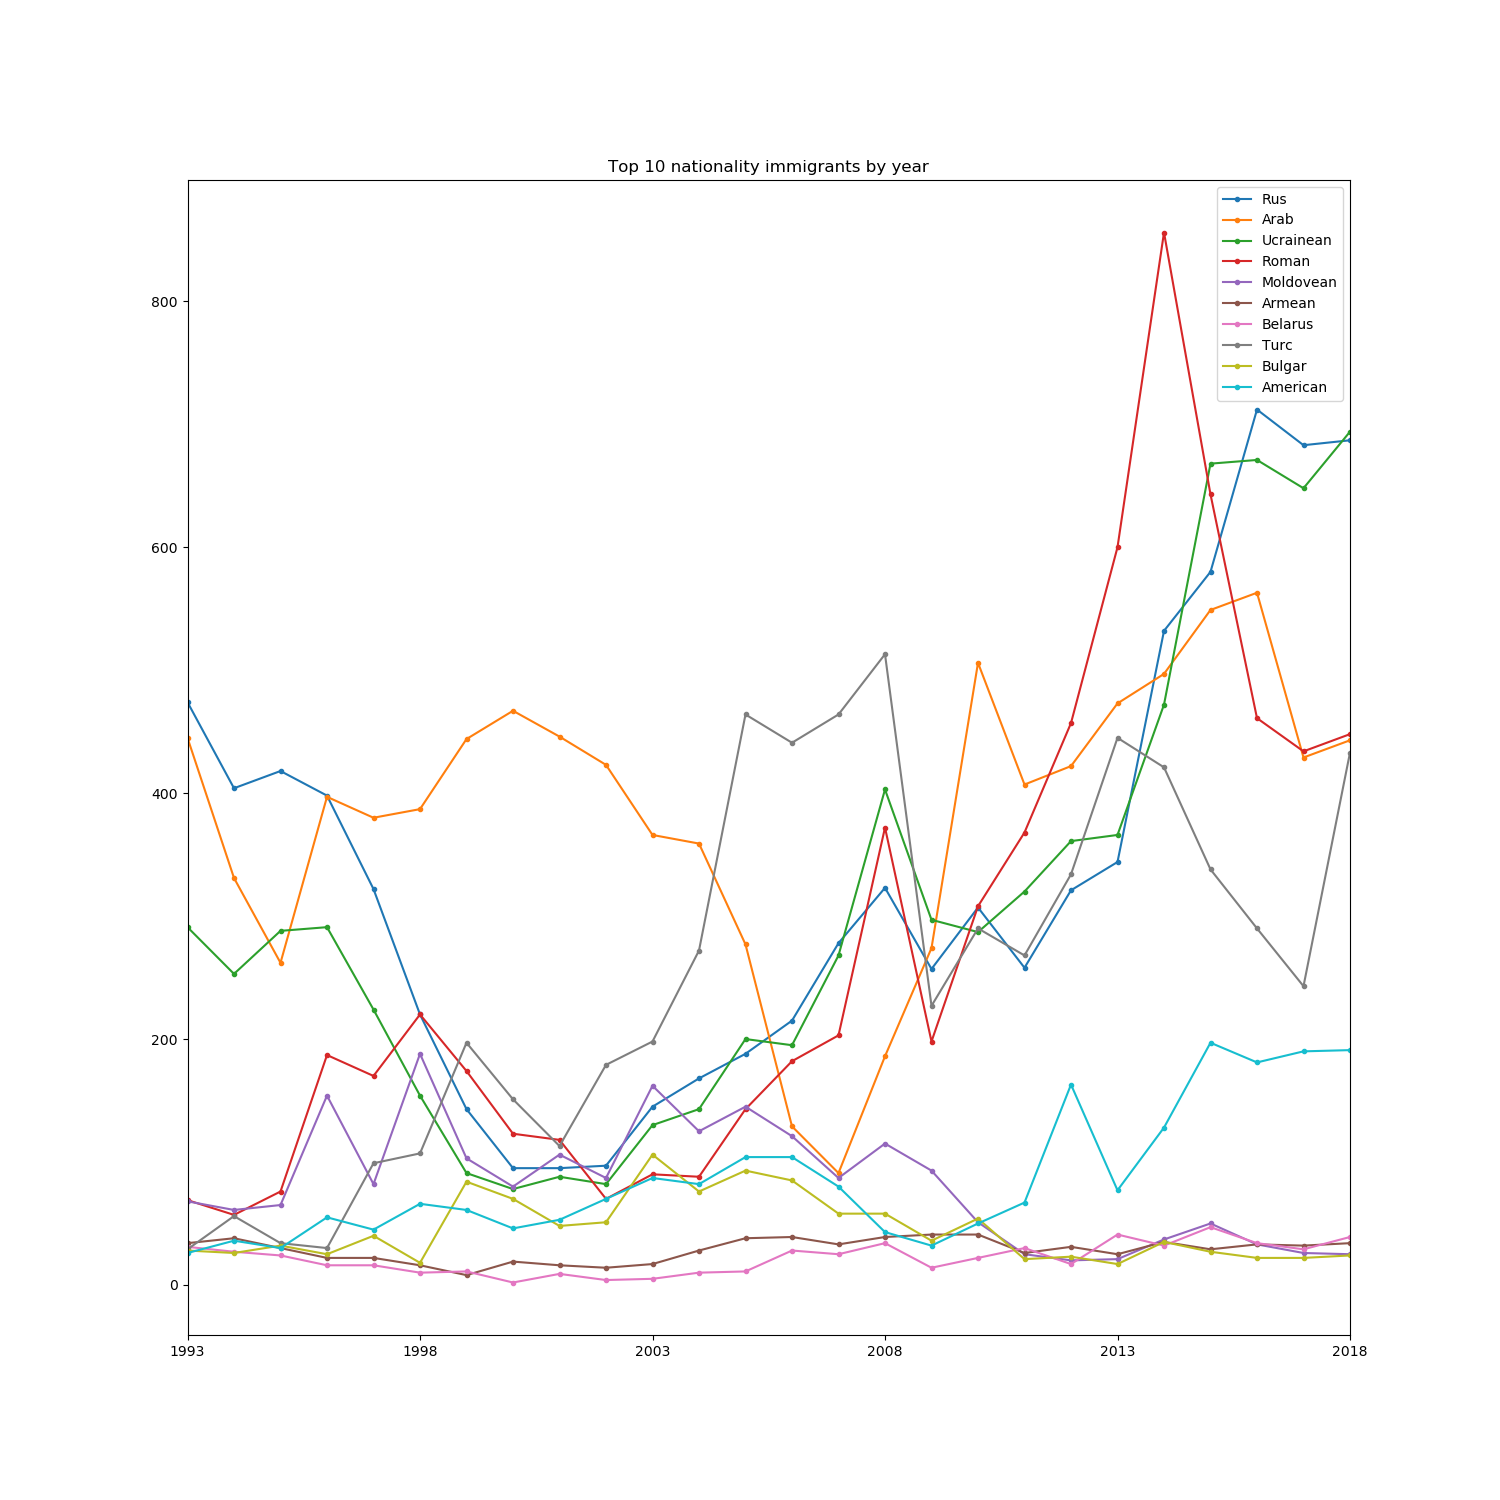 Top 10 nationality immigrants by year
Rus
Arab
Ucrainean
Roman
Moldovean
Armean
Belarus
Turc
Bulgar
American
800
600
400
200
0
1993 1998 2003 2008 2013 2018